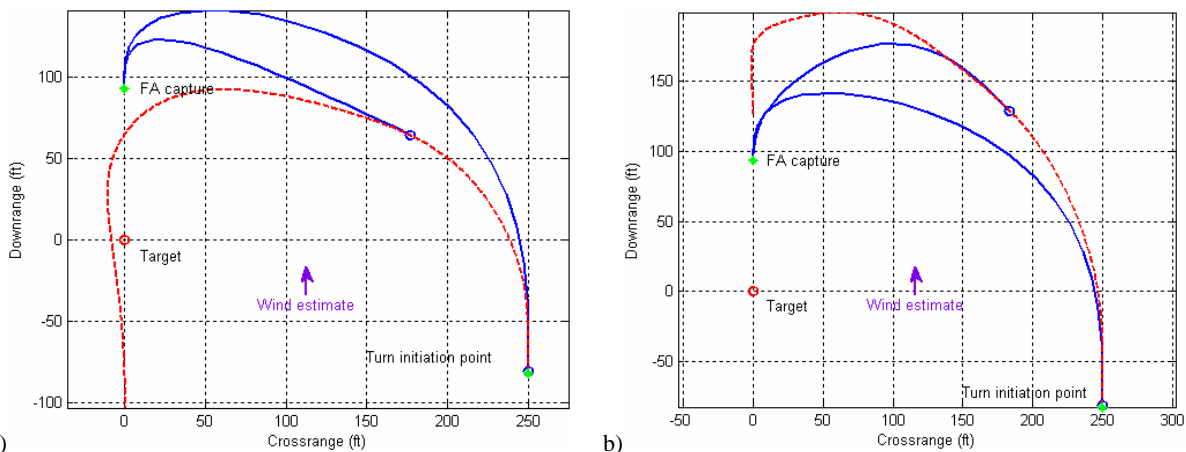 100
50
0
-50
-100
Downrange (ft)
FA capture
Target
Wind estimate
Turn initiation point
0
50
100
150
200
250
Crossrange (ft)
)
150
100
50
0
-50
Downrange (ft)
FA capture
Target
Wind estimate
Turn initiation point
-50
0
50
100
150
200
250
300
Crossrange (ft)
b)